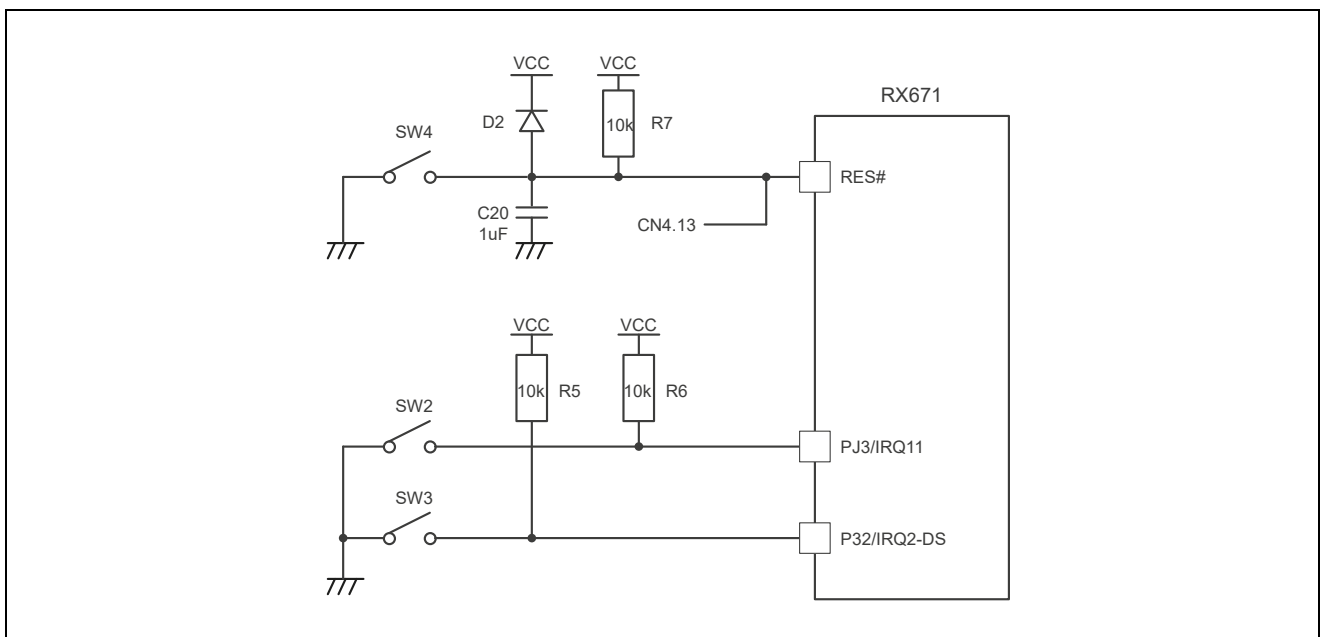 RX671
VCC
VCC
D2
10k
R7
SW4
RES#
C20
1uF
CN4.13
VCC
VCC
10k
R5
10k
R6
SW2
PJ3/IRQ11
SW3
P32/IRQ2-DS